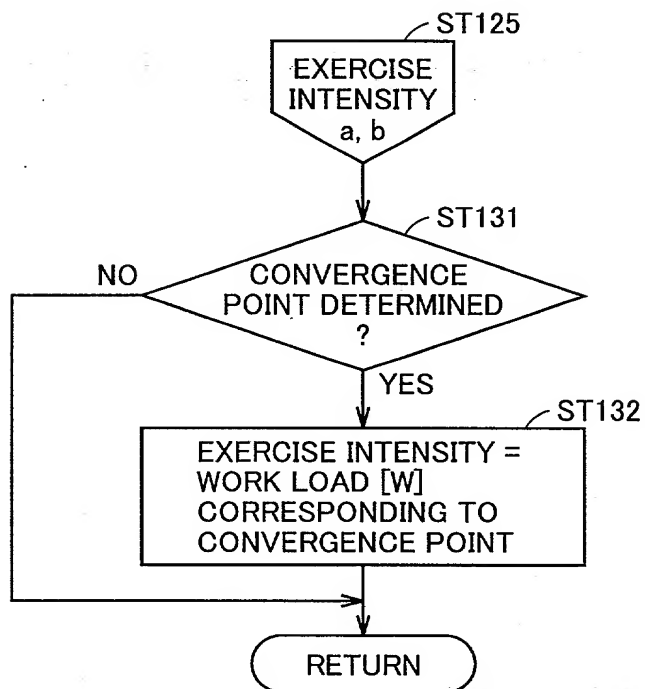 ST125
EXERCISE
INTENSITY
a, b
ST131
NO
CONVERGENCE
POINT DETERMINED
?
YES
ST132
EXERCISE INTENSITY =
WORK LOAD [W]
CORRESPONDING TO
CONVERGENCE POINT
RETURN